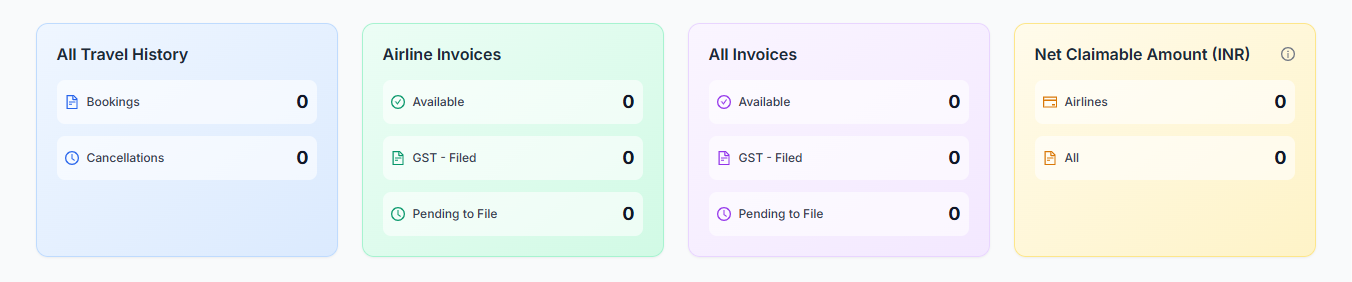 All Travel History
Bookings 0
Cancellations 0
Airline Invoices
Available 0
GST - Filed 0
Pending to File 0
All Invoices
Available 0
GST - Filed 0
Pending to File 0
Net Claimable Amount (INR)
Airlines 0
All 0